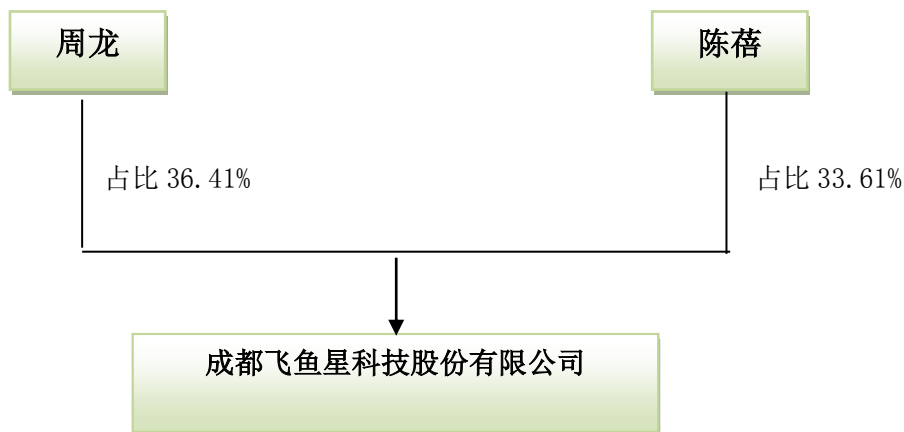 周龙
陈蓓
占比 36.41%
占比 33.61%
成都飞鱼星科技股份有限公司